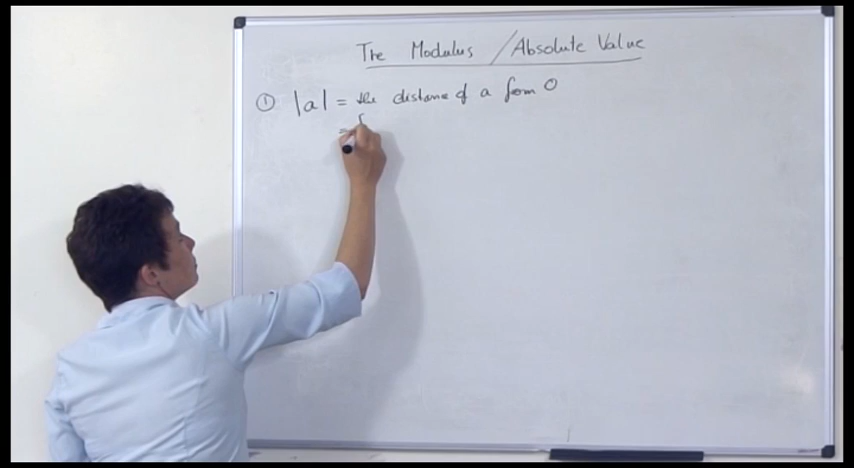 The Modulus / Absolute Value
① |a| = the distance of a from 0
= {